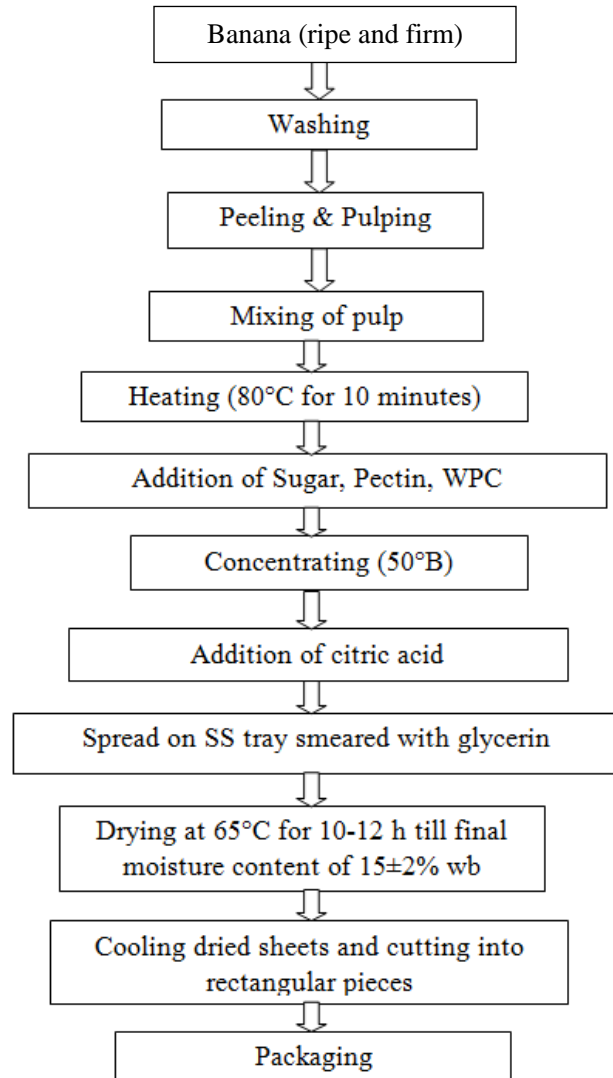 Banana (ripe and firm)
Washing
Peeling & Pulping
Mixing of pulp
Heating (80°C for 10 minutes)
Addition of Sugar, Pectin, WPC
Concentrating (50°B)
Addition of citric acid
Spread on SS tray smeared with glycerin
Drying at 65°C for 10-12 h till final
moisture content of 15±2% wb
Cooling dried sheets and cutting into
rectangular pieces
Packaging